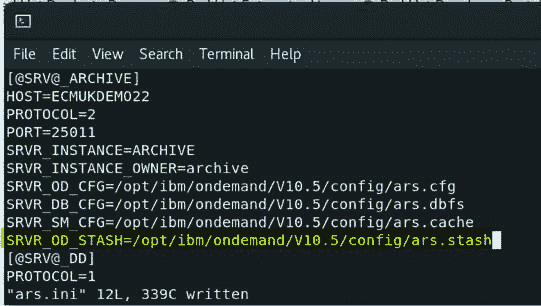 File Edit View Search Terminal Help
[@SRV@_ARCHIVE]
HOST=ECMUKDEMO22
PROTOCOL=2
PORT=25011
SRVR_INSTANCE=ARCHIVE
SRVR_INSTANCE_OWNER=archive
SRVR_OD_CFG=/opt/ibm/ondemand/V10.5/config/ars.cfg
SRVR_DB_CFG=/opt/ibm/ondemand/V10.5/config/ars.dbfs
SRVR_SM_CFG=/opt/ibm/ondemand/V10.5/config/ars.cache
SRVR_OD_STASH=/opt/ibm/ondemand/V10.5/config/ars.stash
[@SRV@_DD]
PROTOCOL=1
"ars.ini" 12L, 339C written